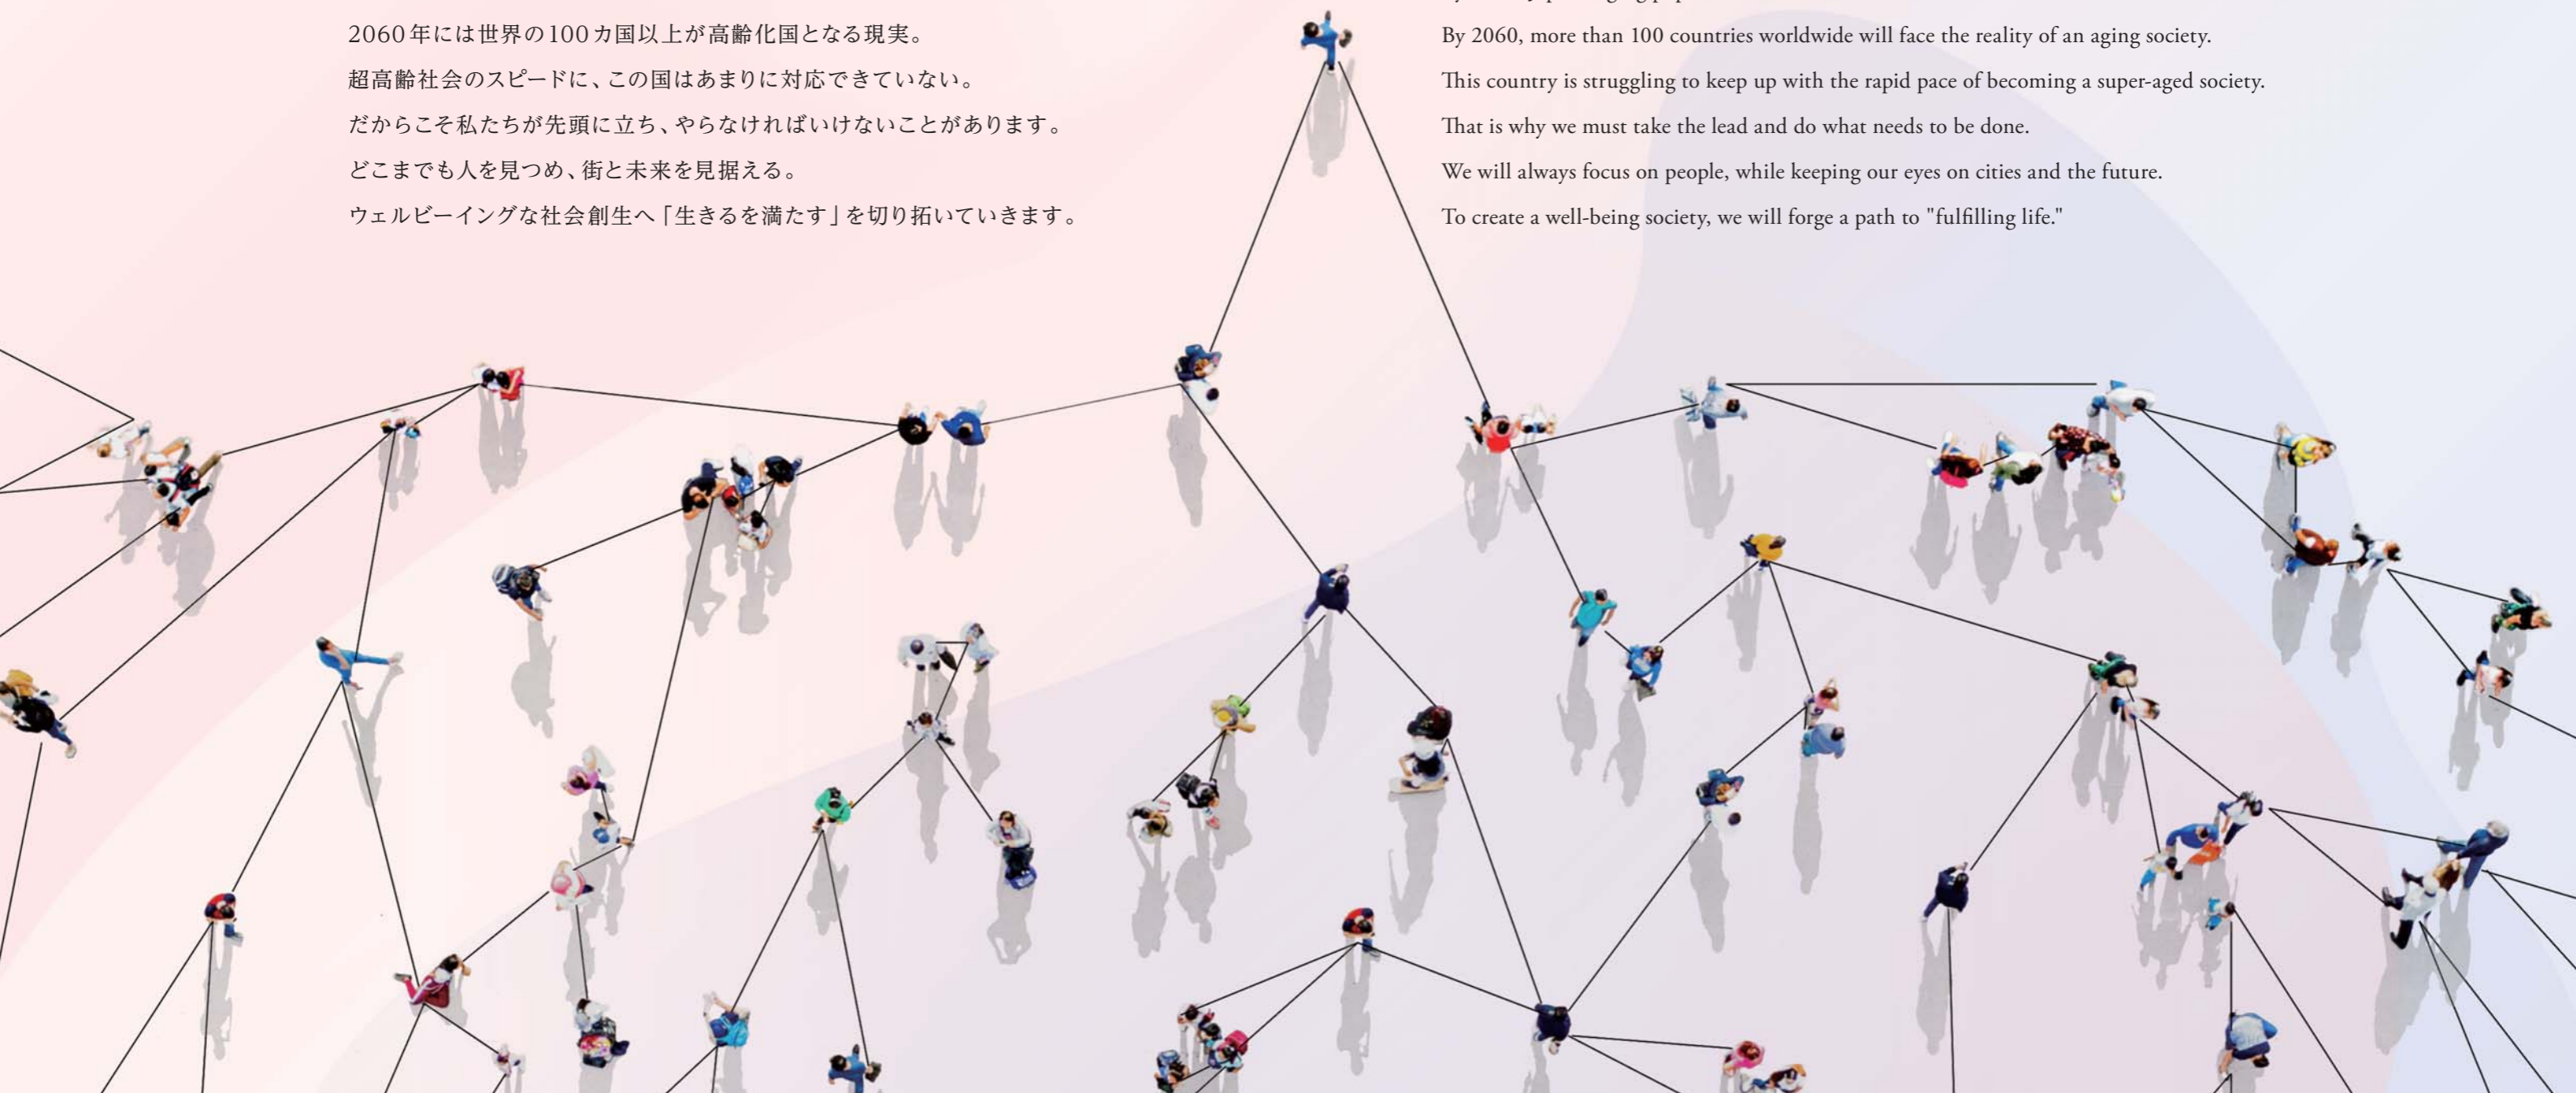 2060年には世界の100カ国以上が高齢化国となる現実。
超高齢社会のスピードに、この国はあまりに対応できていない。
だからこそ私たちが先頭に立ち、やらなければいけないことがあります。
どこまでも人を見つめ、街と未来を見据える。
ウェルビーイングな社会創生へ「生きるを満たす」を切り拓いていきます。
By 2060, more than 100 countries worldwide will face the reality of an aging society.
This country is struggling to keep up with the rapid pace of becoming a super-aged society.
That is why we must take the lead and do what needs to be done.
We will always focus on people, while keeping our eyes on cities and the future.
To create a well-being society, we will forge a path to "fulfilling life."